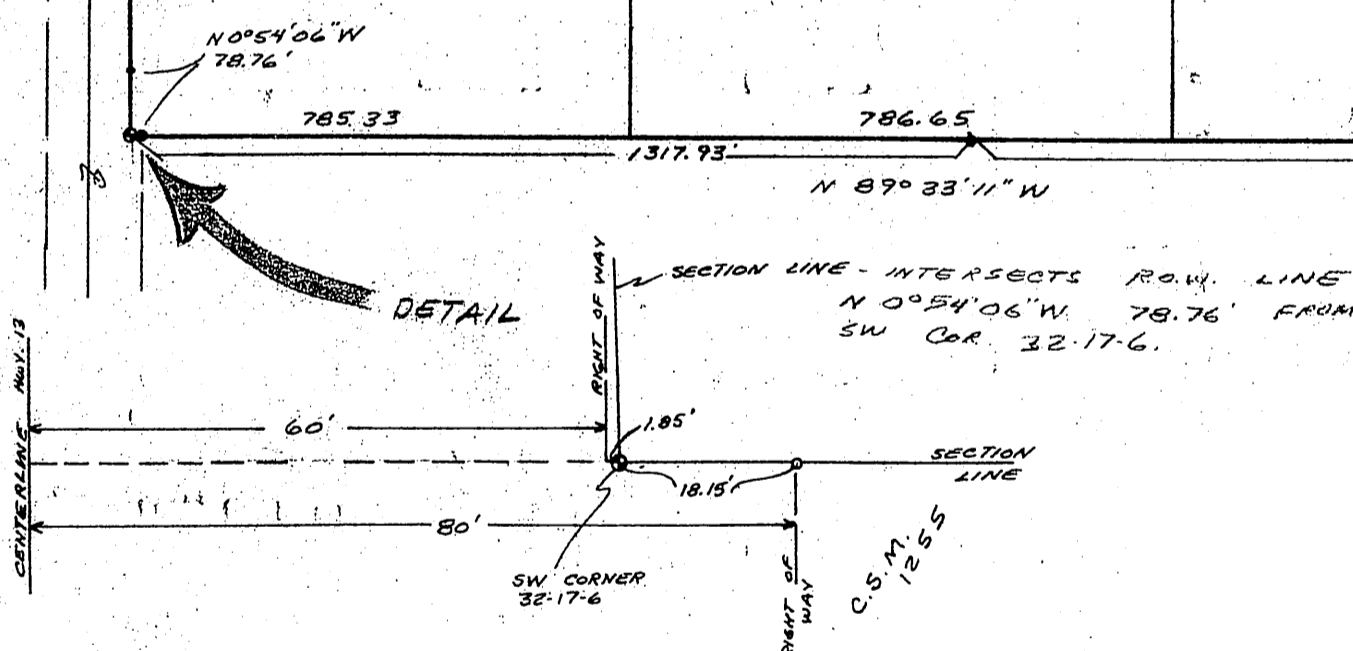 N 0°54'06"W
78.76'
785.33
786.65
1317.93'
N 89°33'11"W
DETAIL
SECTION LINE - INTERSECTS R.O.W. LINE
N 0°54'06"W 78.76' FROM
SW COR. 32-17-6.
RIGHT OF WAY
CENTERLINE HWY. 13
60'
1.85'
SECTION
LINE
18.15'
80'
SW CORNER
32-17-6
RIGHT OF
WAY
C.S.M.
1255